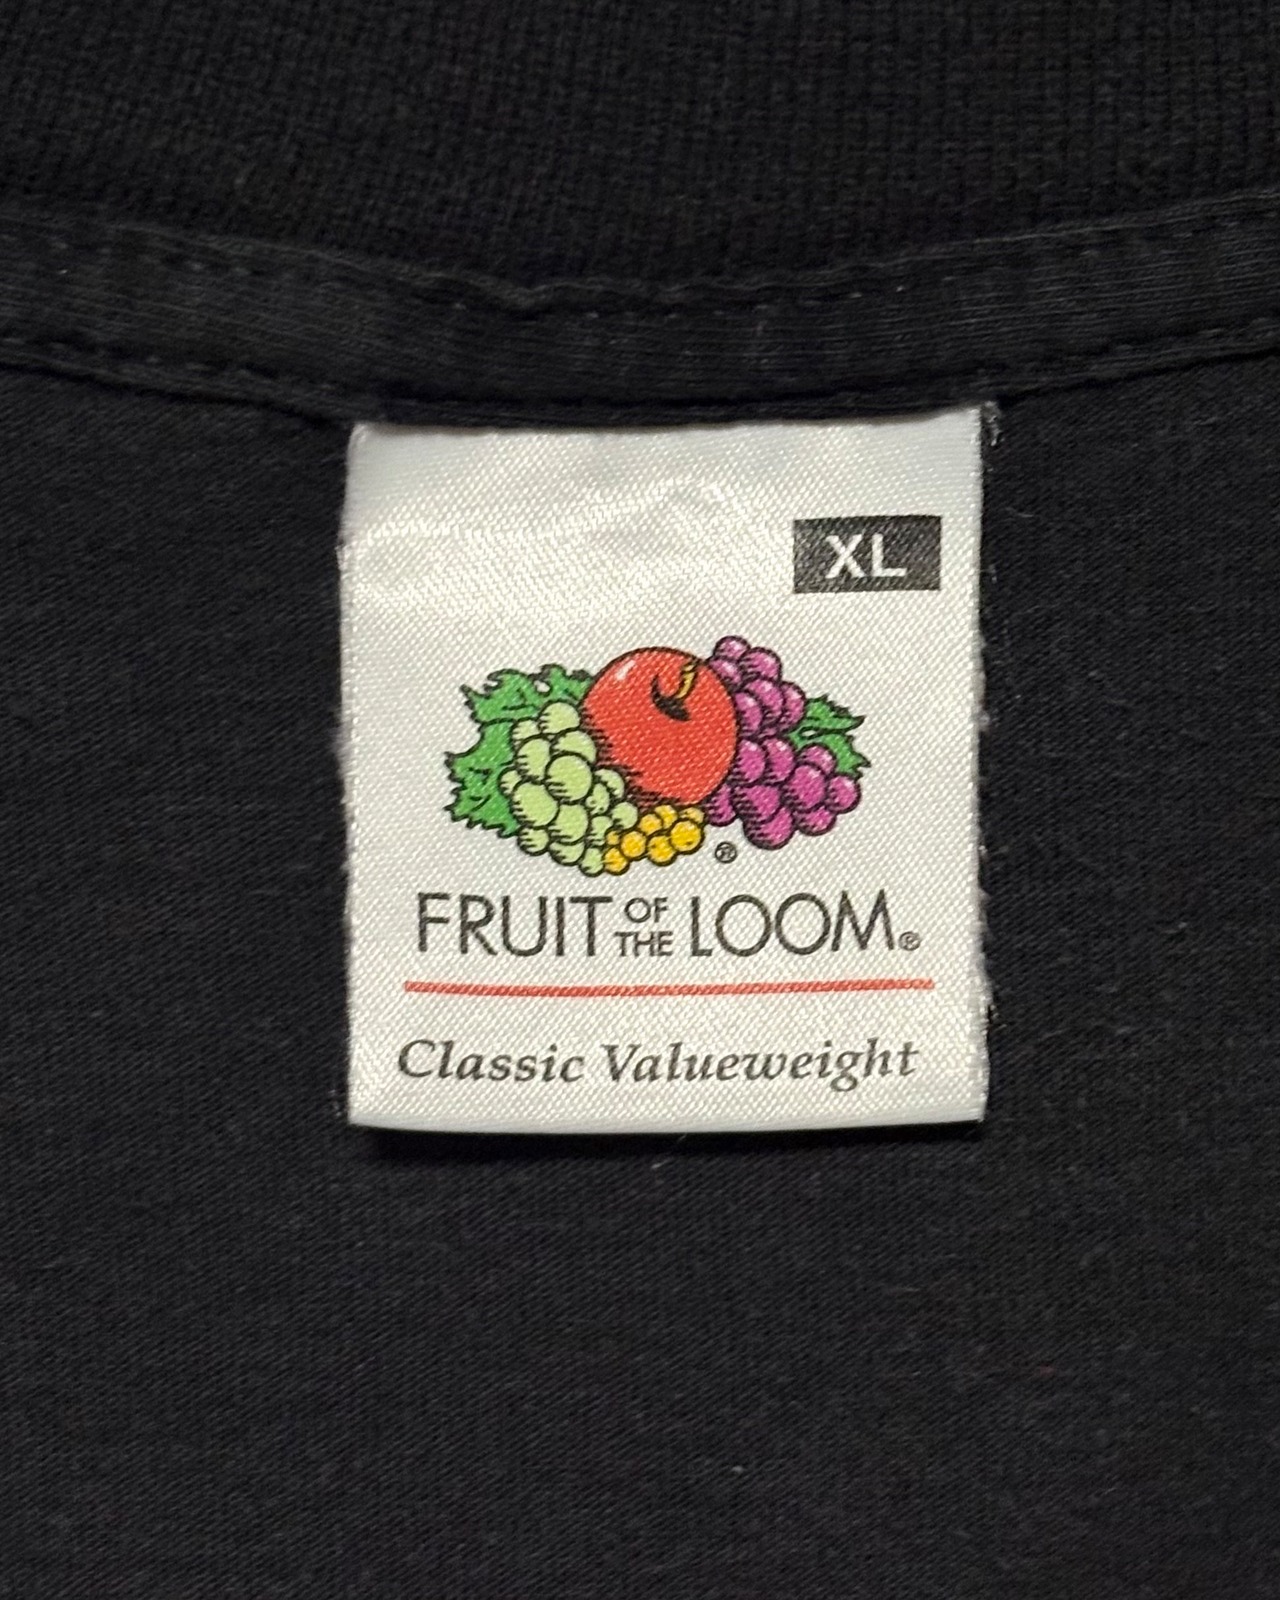 XL
®
FRUIT OF THE LOOM®
Classic Valueweight